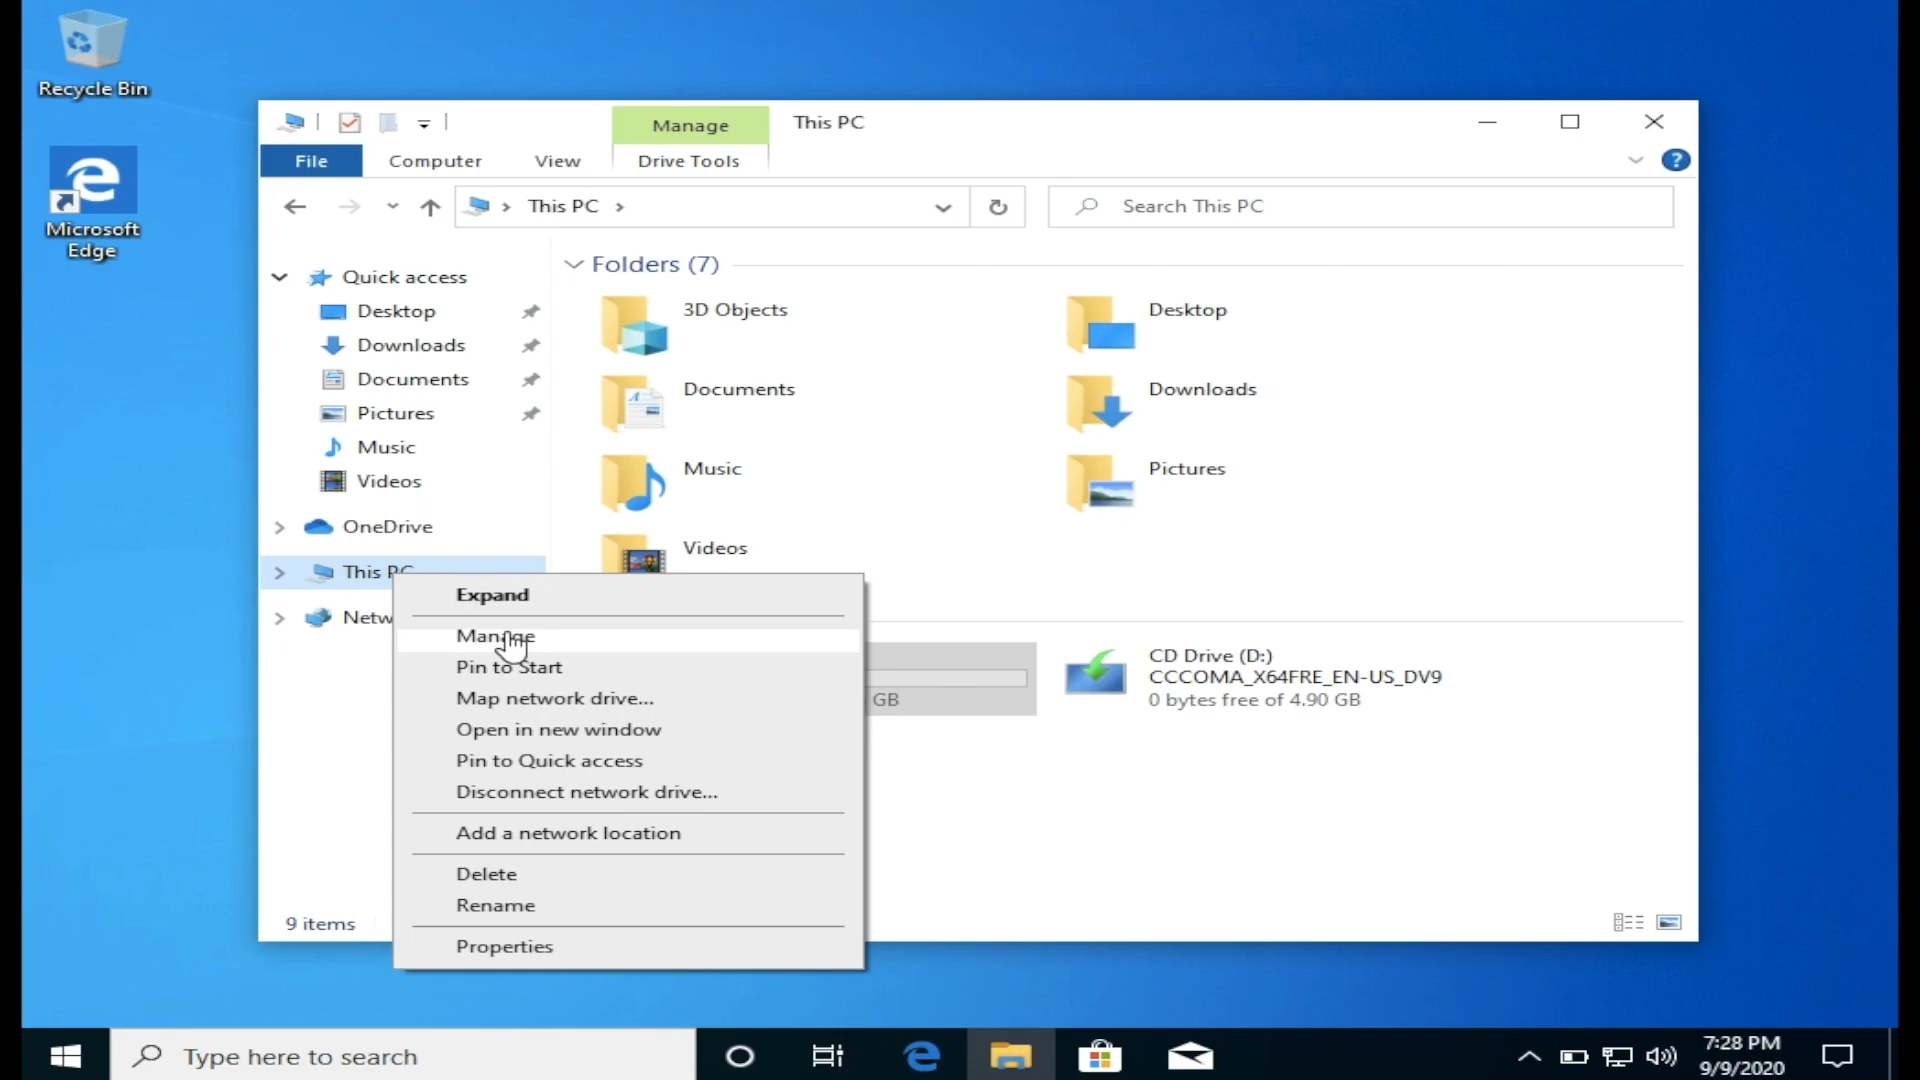 Recycle Bin
Microsoft
Edge
Manage
This PC
File
Computer
View
Drive Tools
This PC
Search This PC
Quick access
Desktop
Downloads
Documents
Pictures
Music
Videos
OneDrive
This PC
Netw
Folders (7)
3D Objects
Desktop
Documents
Downloads
Music
Pictures
Videos
GB
CD Drive (D:)
CCCOMA_X64FRE_EN-US_DV9
0 bytes free of 4.90 GB
Expand
Manage
Pin to Start
Map network drive...
Open in new window
Pin to Quick access
Disconnect network drive...
Add a network location
Delete
Rename
Properties
9 items
Type here to search
7:28 PM
9/9/2020